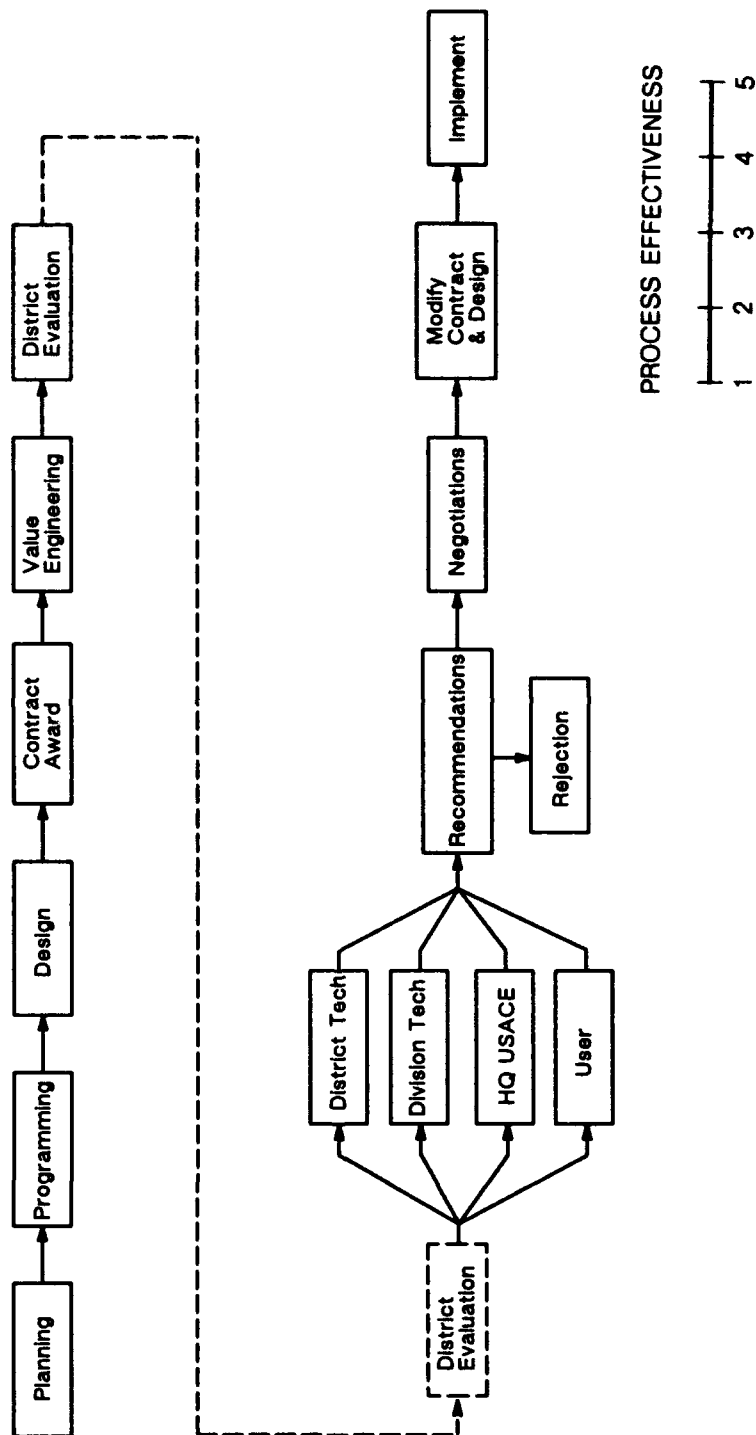 Planning
Programming
Design
Contract
Award
Value
Engineering
District
Evaluation
District
Evaluation
District Tech
Division Tech
HQ USACE
User
Recommendations
Rejection
Negotiations
Modify
Contract
& Design
Implement
PROCESS EFFECTIVENESS
1 2 3 4 5